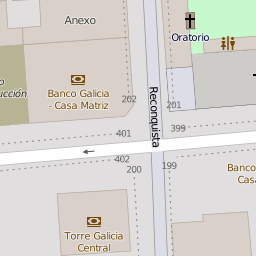 Anexo
Oratorio
o
ucción
Banco Galicia
- Casa Matriz
202
201
Reconquista
401
399
402
200
199
Banco
Casa
Torre Galicia
Central